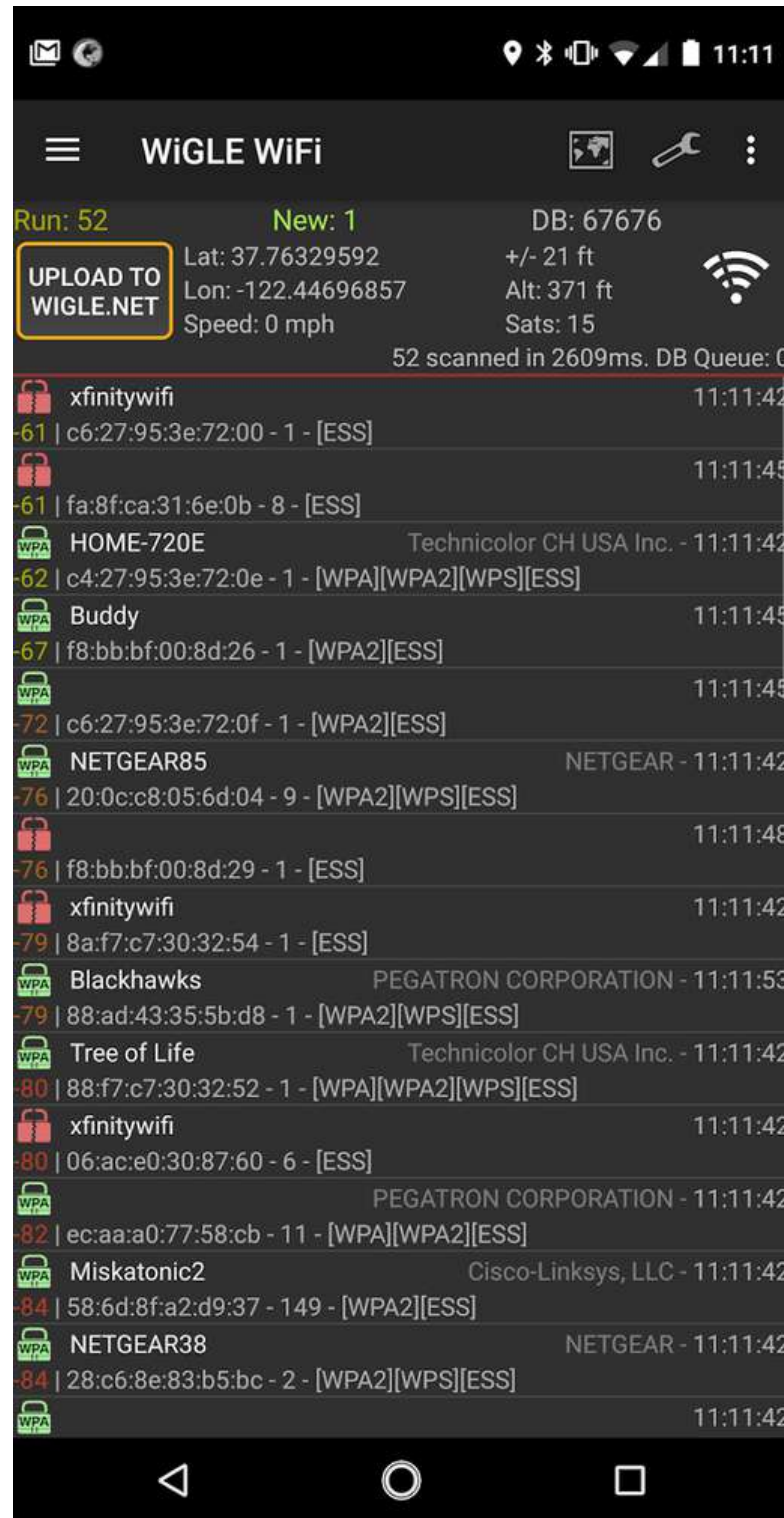 11:11
WiGLE WiFi
Run: 52 New: 1 DB: 67676
UPLOAD TO
WIGLE.NET
Lat: 37.76329592 +/- 21 ft
Lon: -122.44696857 Alt: 371 ft
Speed: 0 mph Sats: 15
52 scanned in 2609ms. DB Queue: 0
xfinitywifi 11:11:42
-61 | c6:27:95:3e:72:00 - 1 - [ESS]
11:11:45
-61 | fa:8f:ca:31:6e:0b - 8 - [ESS]
WPA HOME-720E Technicolor CH USA Inc. - 11:11:42
-62 | c4:27:95:3e:72:0e - 1 - [WPA][WPA2][WPS][ESS]
WPA Buddy 11:11:45
-67 | f8:bb:bf:00:8d:26 - 1 - [WPA2][ESS]
WPA 11:11:45
-72 | c6:27:95:3e:72:0f - 1 - [WPA2][ESS]
WPA NETGEAR85 NETGEAR - 11:11:42
-76 | 20:0c:c8:05:6d:04 - 9 - [WPA2][WPS][ESS]
11:11:48
-76 | f8:bb:bf:00:8d:29 - 1 - [ESS]
xfinitywifi 11:11:42
-79 | 8a:f7:c7:30:32:54 - 1 - [ESS]
WPA Blackhawks PEGATRON CORPORATION - 11:11:53
-79 | 88:ad:43:35:5b:d8 - 1 - [WPA2][WPS][ESS]
WPA Tree of Life Technicolor CH USA Inc. - 11:11:42
-80 | 88:f7:c7:30:32:52 - 1 - [WPA][WPA2][WPS][ESS]
xfinitywifi 11:11:42
-80 | 06:ac:e0:30:87:60 - 6 - [ESS]
WPA PEGATRON CORPORATION - 11:11:42
-82 | ec:aa:a0:77:58:cb - 11 - [WPA][WPA2][ESS]
WPA Miskatonic2 Cisco-Linksys, LLC - 11:11:42
-84 | 58:6d:8f:a2:d9:37 - 149 - [WPA2][ESS]
WPA NETGEAR38 NETGEAR - 11:11:42
-84 | 28:c6:8e:83:b5:bc - 2 - [WPA2][WPS][ESS]
WPA 11:11:42